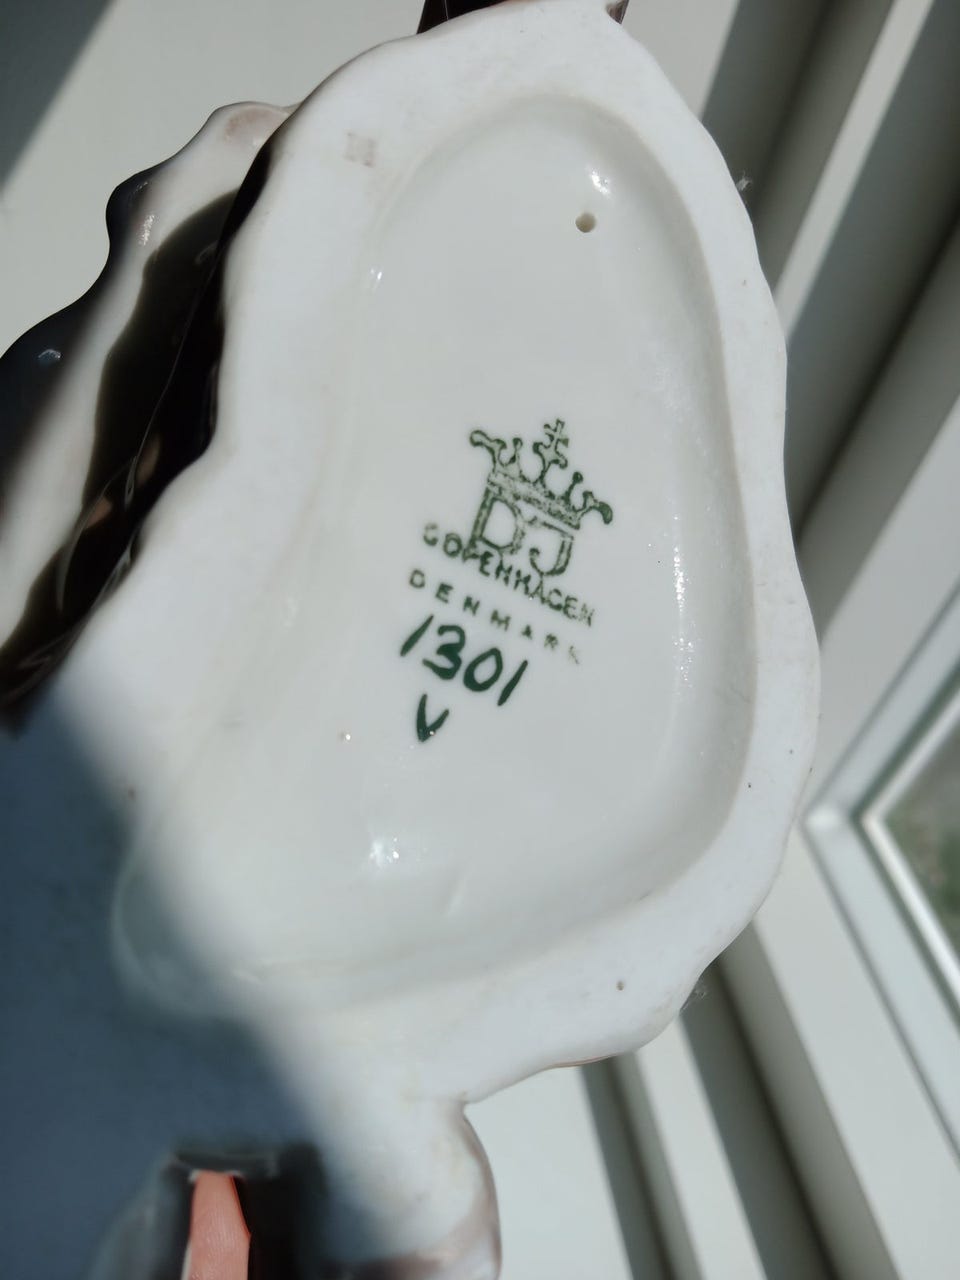 DJ
COPENHAGEN
DENMARK
1301
V